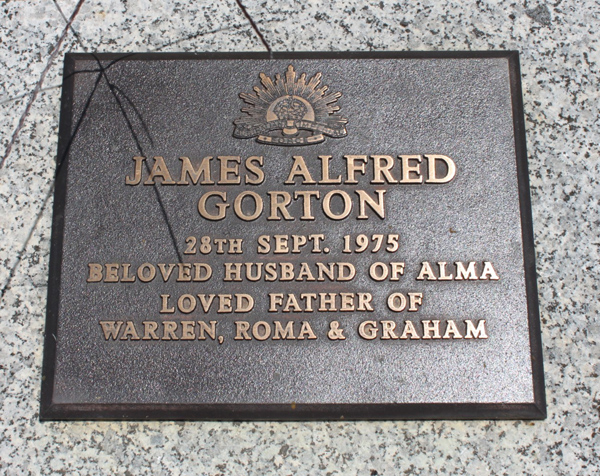 JAMES ALFRED
GORTON
28TH SEPT. 1975
BELOVED HUSBAND OF ALMA
LOVED FATHER OF
WARREN, ROMA & GRAHAM